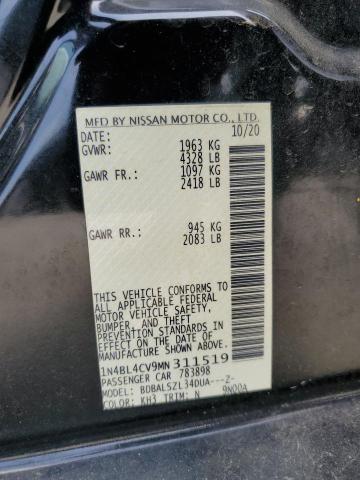 MFD BY NISSAN MOTOR CO., LTD.
DATE: 10/20
GVWR: 1963 KG
4328 LB
GAWR FR.: 1097 KG
2418 LB
GAWR RR.: 945 KG
2083 LB
THIS VEHICLE CONFORMS TO
ALL APPLICABLE FEDERAL
MOTOR VEHICLE SAFETY,
BUMPER, AND THEFT
PREVENTION STANDARDS IN
EFFECT ON THE DATE OF
MANUFACTURE SHOWN ABOVE.
1N4BL4CV9MN311519
PASSENGER CAR 783898
MODEL: BDBALSZL34DUA---Z-
COLOR: KH3 TRIM: N 9N00A